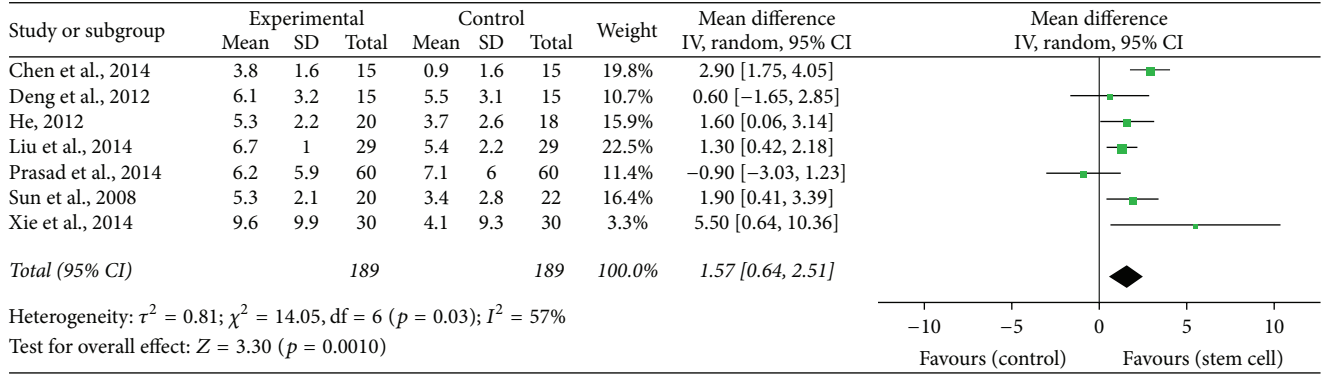 Study or subgroup Experimental Control Weight Mean difference Mean difference
Mean SD Total Mean SD Total IV, random, 95% CI IV, random, 95% CI
Chen et al., 2014 3.8 1.6 15 0.9 1.6 15 19.8% 2.90 [1.75, 4.05]
Deng et al., 2012 6.1 3.2 15 5.5 3.1 15 10.7% 0.60 [−1.65, 2.85]
He, 2012 5.3 2.2 20 3.7 2.6 18 15.9% 1.60 [0.06, 3.14]
Liu et al., 2014 6.7 1 29 5.4 2.2 29 22.5% 1.30 [0.42, 2.18]
Prasad et al., 2014 6.2 5.9 60 7.1 6 60 11.4% −0.90 [−3.03, 1.23]
Sun et al., 2008 5.3 2.1 20 3.4 2.8 22 16.4% 1.90 [0.41, 3.39]
Xie et al., 2014 9.6 9.9 30 4.1 9.3 30 3.3% 5.50 [0.64, 10.36]
Total (95% CI) 189 189 100.0% 1.57 [0.64, 2.51]
Heterogeneity: τ² = 0.81; χ² = 14.05, df = 6 (p = 0.03); I² = 57%
Test for overall effect: Z = 3.30 (p = 0.0010)
−10 −5 0 5 10
Favours (control) Favours (stem cell)